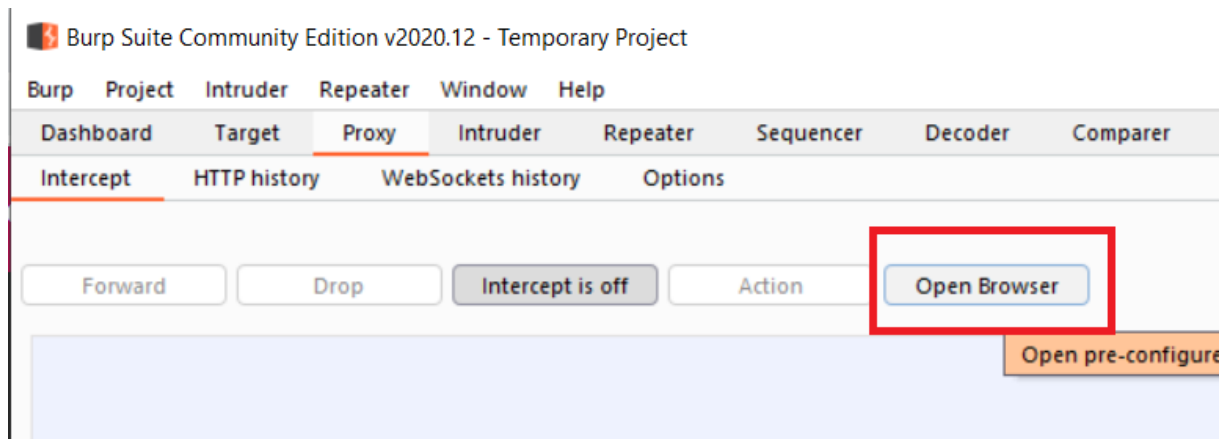 Burp Suite Community Edition v2020.12 - Temporary Project
Burp Project Intruder Repeater Window Help
Dashboard Target Proxy Intruder Repeater Sequencer Decoder Comparer
Intercept HTTP history WebSockets history Options
Forward Drop Intercept is off Action Open Browser
Open pre-configure